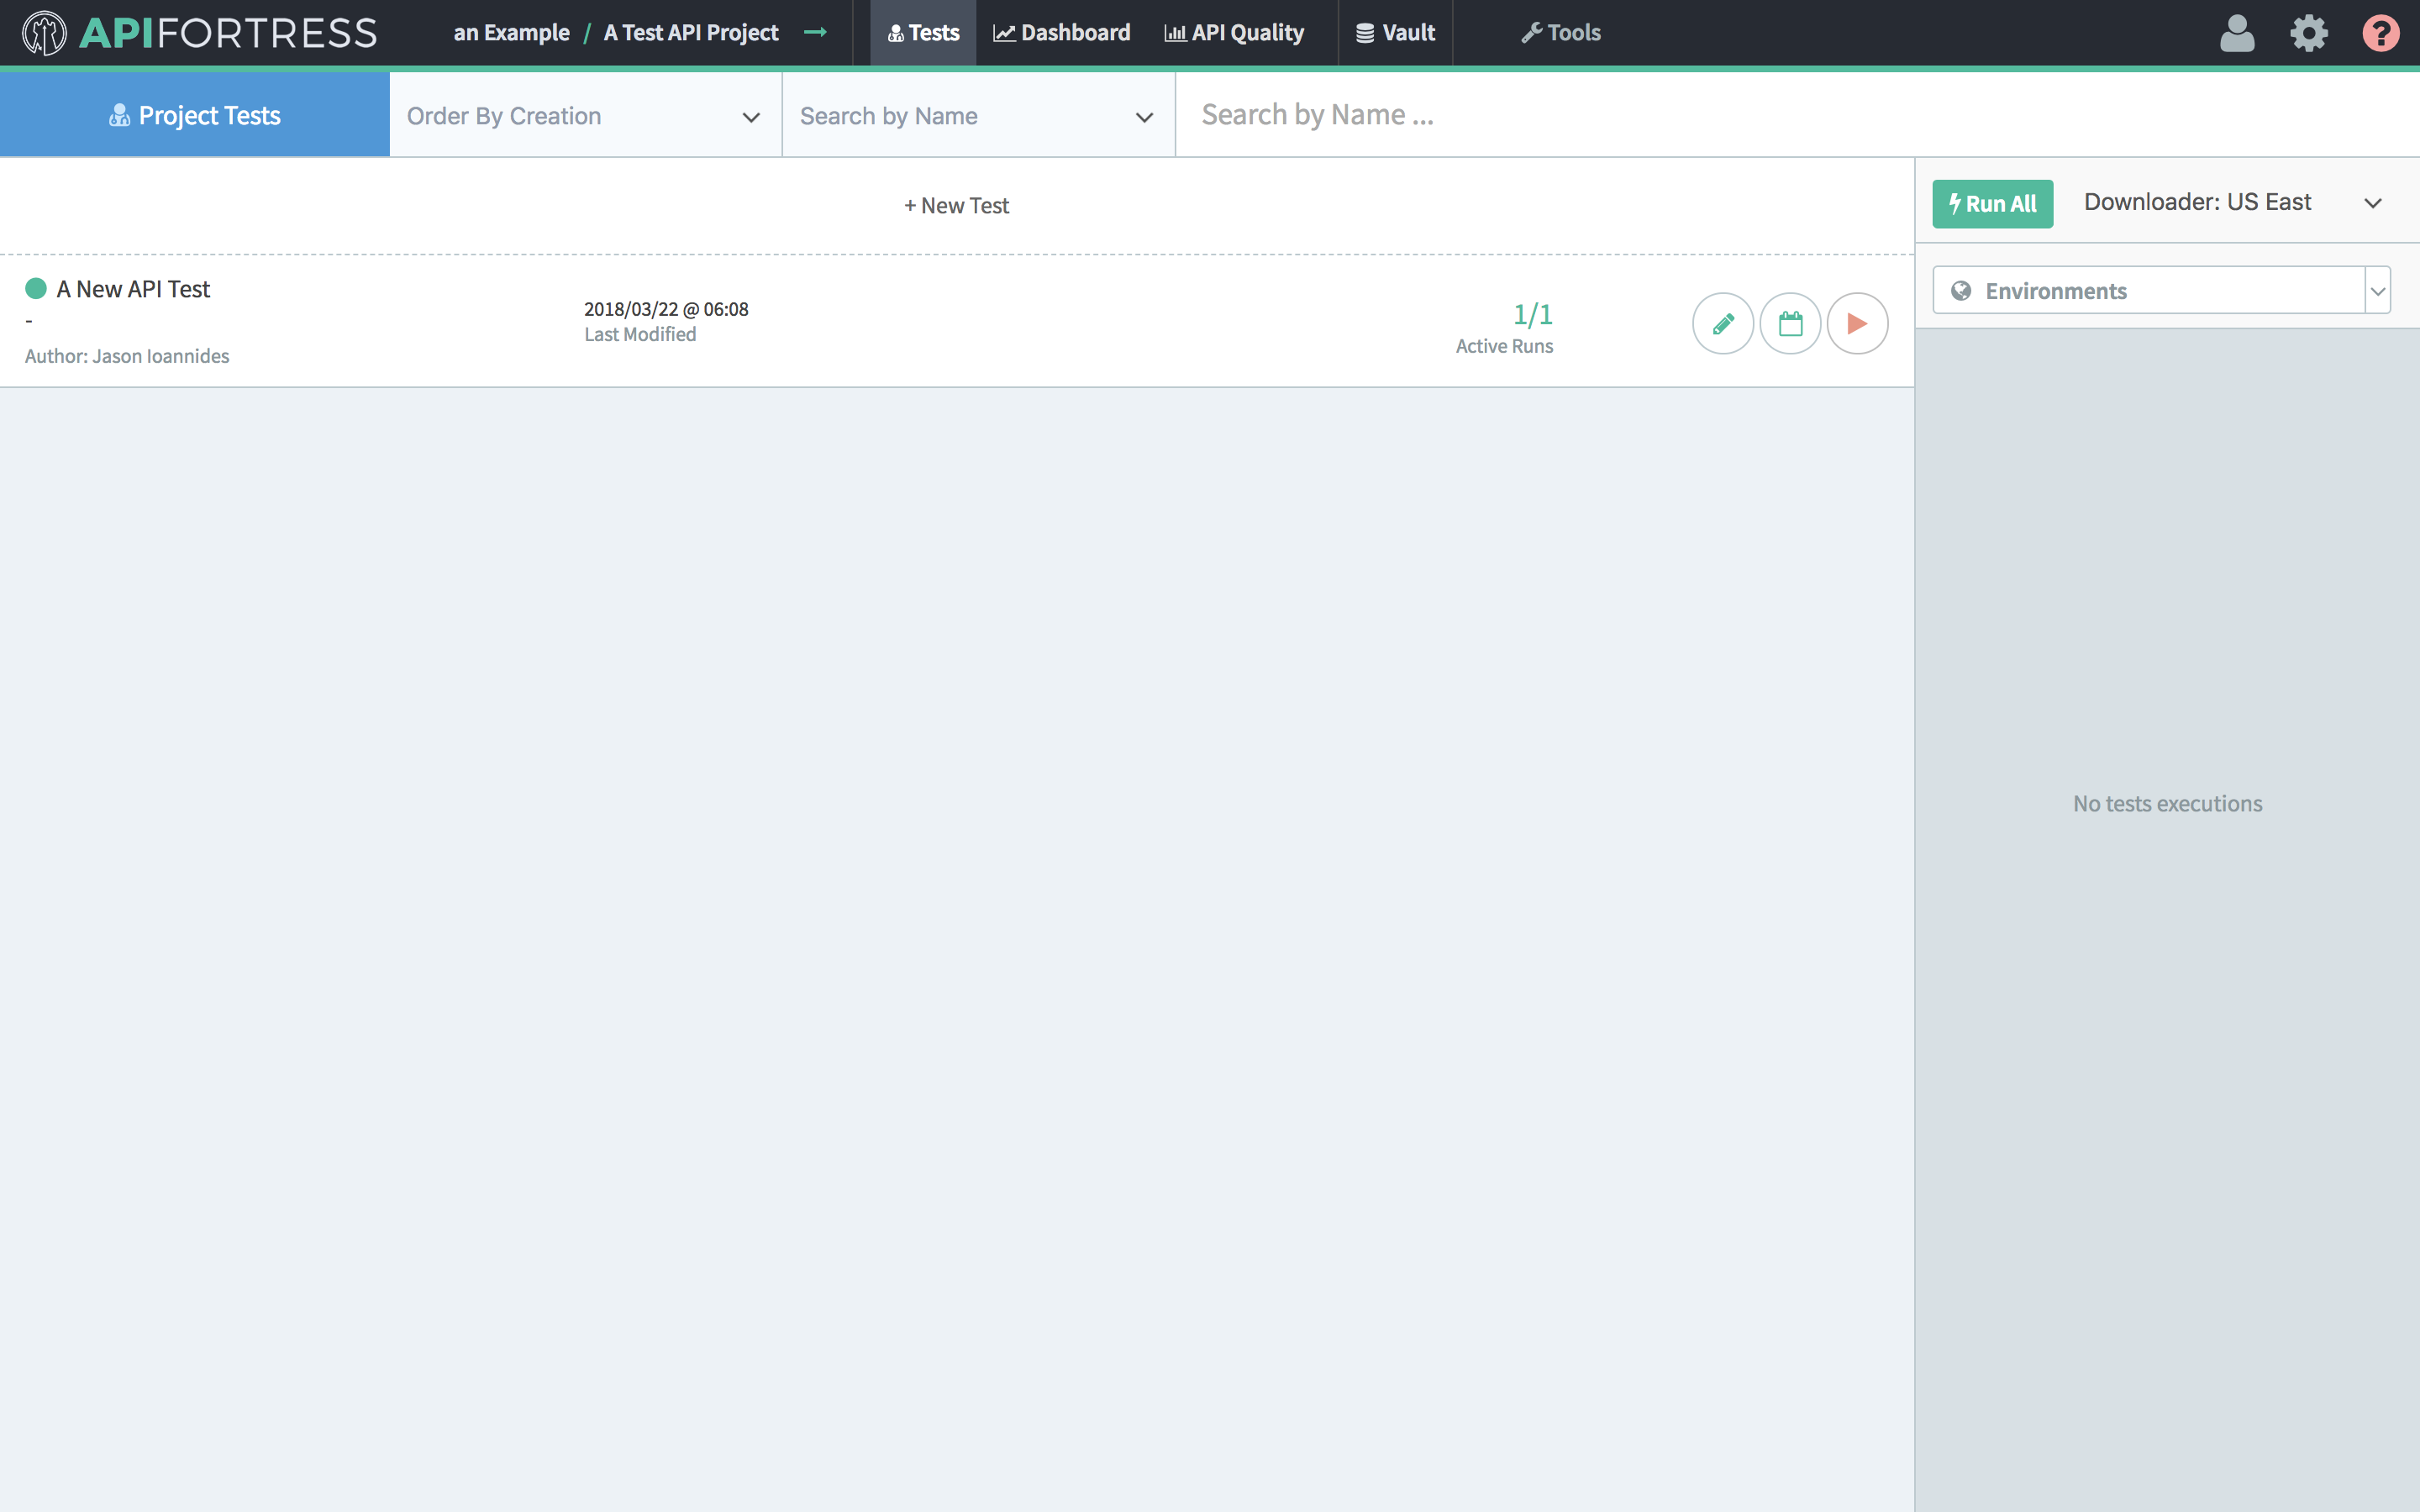 APIFORTRESS an Example / A Test API Project → Tests Dashboard API Quality Vault Tools ?
Project Tests Order By Creation Search by Name Search by Name ...
+ New Test
Run All Downloader: US East
Environments
A New API Test
-
Author: Jason Ioannides
2018/03/22 @ 06:08
Last Modified
1/1
Active Runs
No tests executions